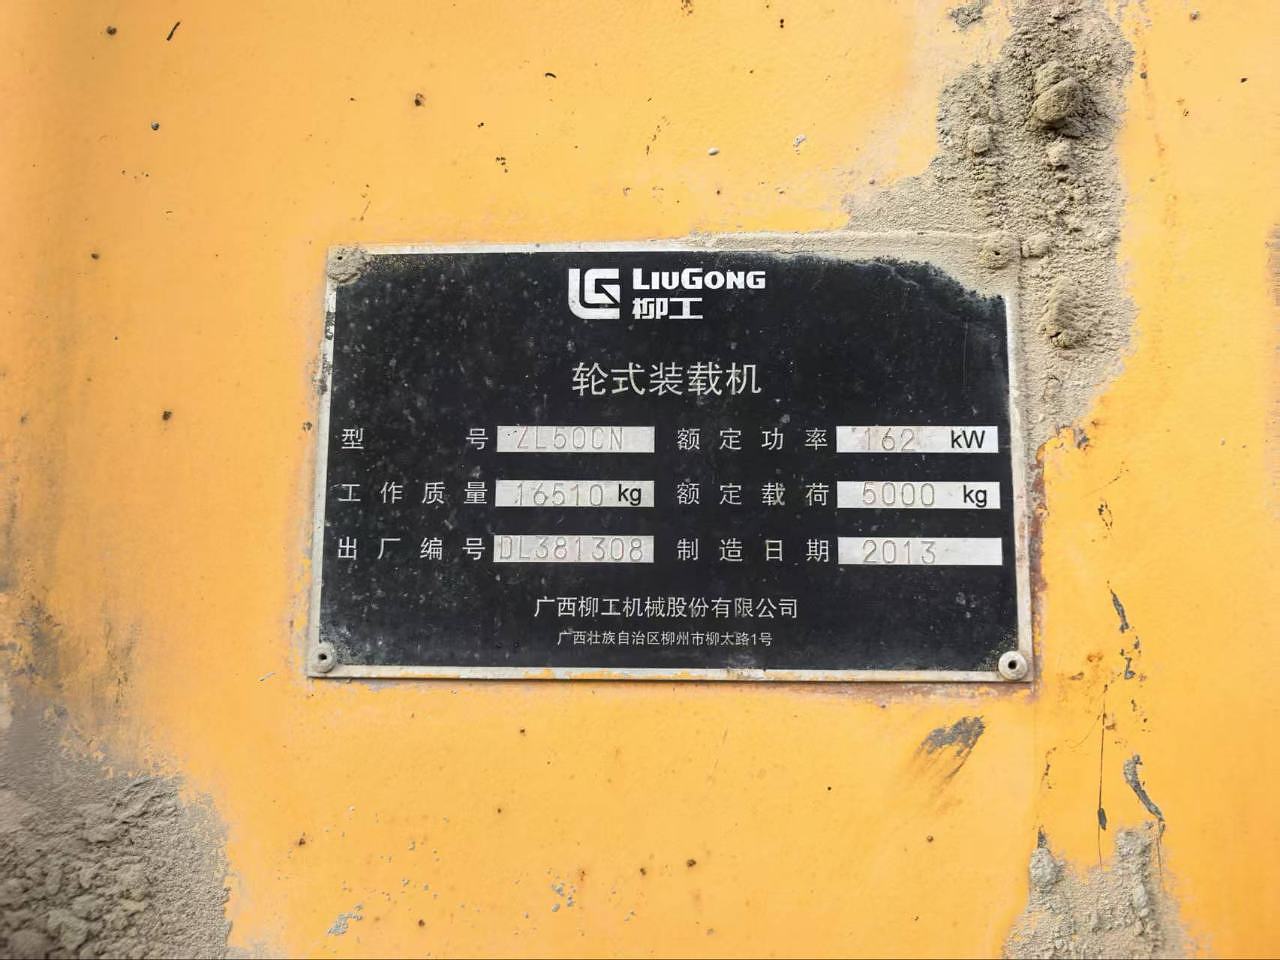 LIUGONG
柳工
轮式装载机
型 号 ZL50CN 额定功率 162 kW
工作质量 16510 kg 额定载荷 5000 kg
出厂编号 DL381308 制造日期 2013
广西柳工机械股份有限公司
广西壮族自治区柳州市柳太路1号